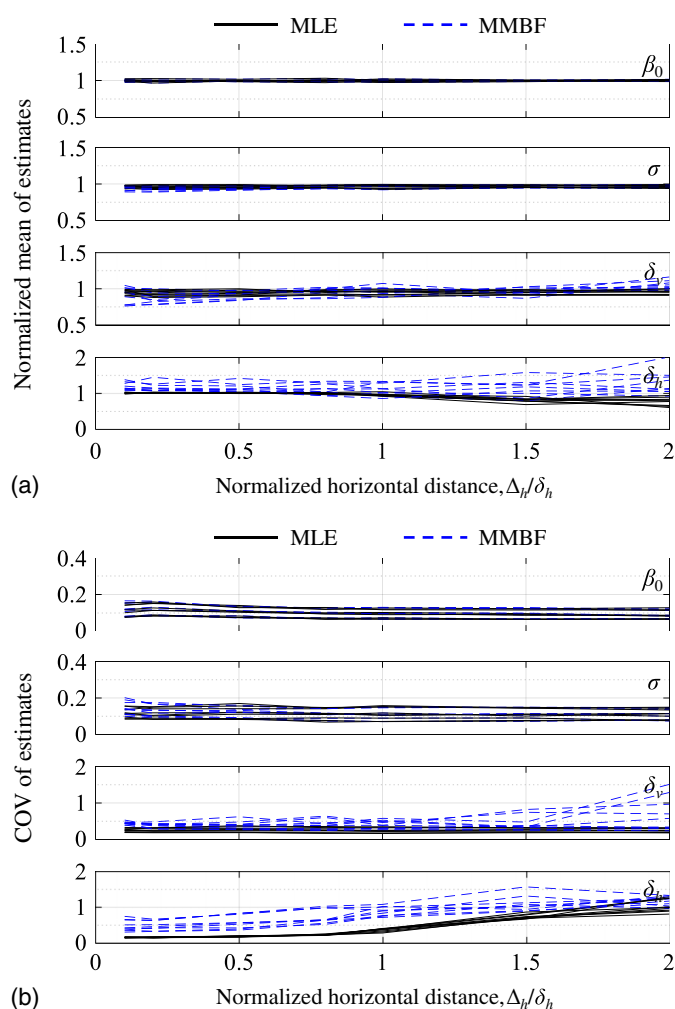 MLE MMBF
1.5
β0
1
0.5
1.5
σ
1
0.5
1.5
δv
1
0.5
2
δh
1
0
0 0.5 1 1.5 2
Normalized mean of estimates
(a) Normalized horizontal distance, Δh/δh
MLE MMBF
0.4
β0
0.2
0
0.4
σ
0.2
0
2
δv
1
0
2
δh
1
0
0 0.5 1 1.5 2
COV of estimates
(b) Normalized horizontal distance, Δh/δh